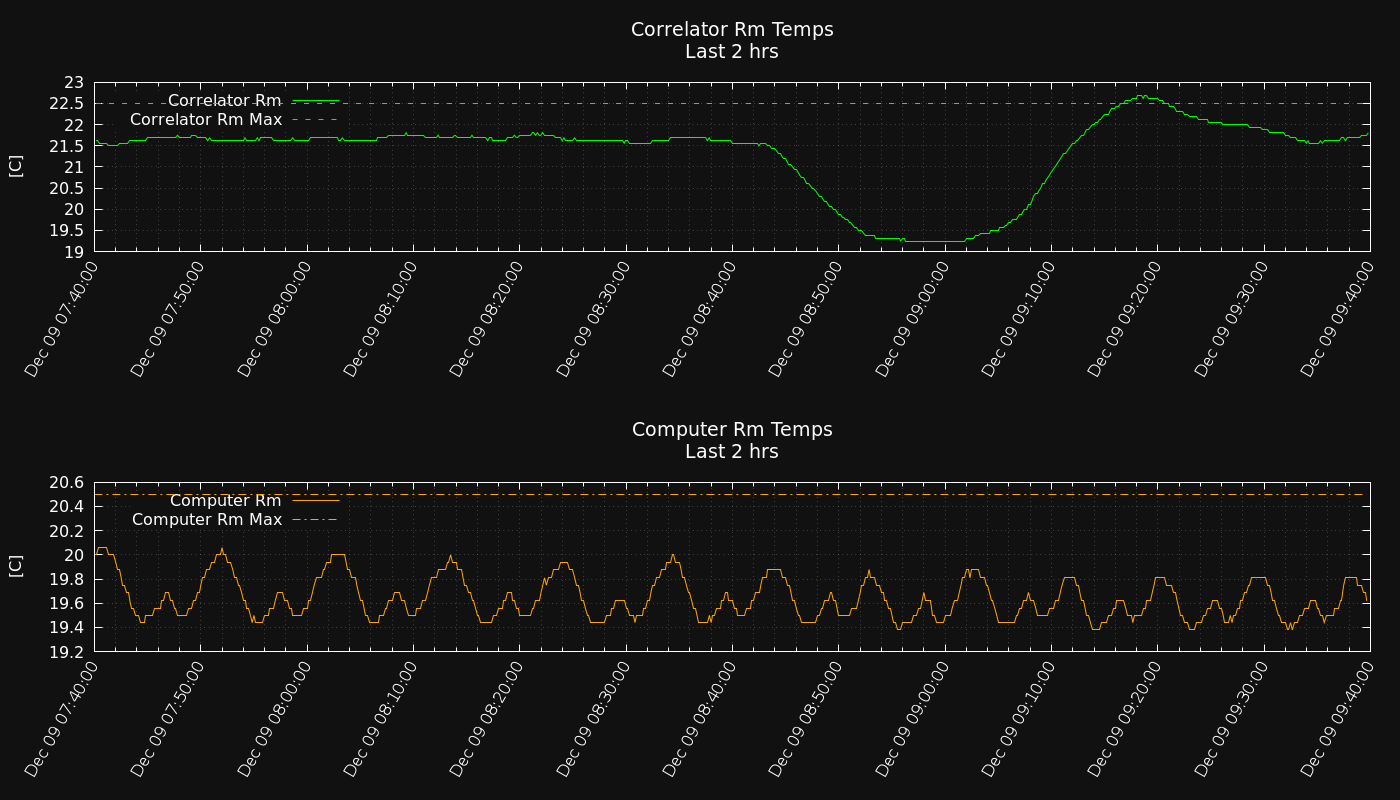 Correlator Rm Temps
Last 2 hrs
[C]
23
22.5
22
21.5
21
20.5
20
19.5
19
Correlator Rm
Correlator Rm Max
Dec 09 07:40:00
Dec 09 07:50:00
Dec 09 08:00:00
Dec 09 08:10:00
Dec 09 08:20:00
Dec 09 08:30:00
Dec 09 08:40:00
Dec 09 08:50:00
Dec 09 09:00:00
Dec 09 09:10:00
Dec 09 09:20:00
Dec 09 09:30:00
Dec 09 09:40:00
Computer Rm Temps
Last 2 hrs
[C]
20.6
20.4
20.2
20
19.8
19.6
19.4
19.2
Computer Rm
Computer Rm Max
Dec 09 07:40:00
Dec 09 07:50:00
Dec 09 08:00:00
Dec 09 08:10:00
Dec 09 08:20:00
Dec 09 08:30:00
Dec 09 08:40:00
Dec 09 08:50:00
Dec 09 09:00:00
Dec 09 09:10:00
Dec 09 09:20:00
Dec 09 09:30:00
Dec 09 09:40:00